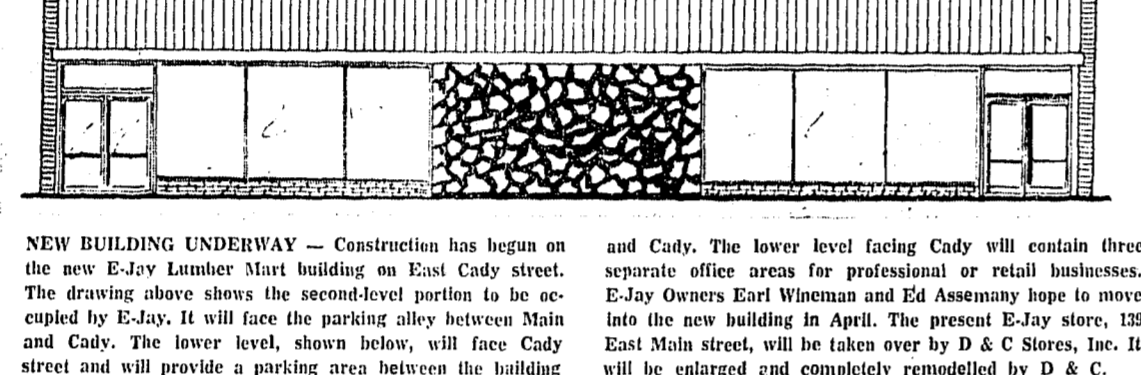 NEW BUILDING UNDERWAY — Construction has begun on
the new E-Jay Lumber Mart building on East Cady street.
The drawing above shows the second-level portion to be oc-
cupied by E-Jay. It will face the parking alley between Main
and Cady. The lower level, shown below, will face Cady
street and will provide a parking area between the building
and Cady. The lower level facing Cady will contain three
separate office areas for professional or retail businesses.
E-Jay Owners Earl Wineman and Ed Assemany hope to move
into the new building in April. The present E-Jay store, 139
East Main street, will be taken over by D & C Stores, Inc. It
will be enlarged and completely remodelled by D & C.